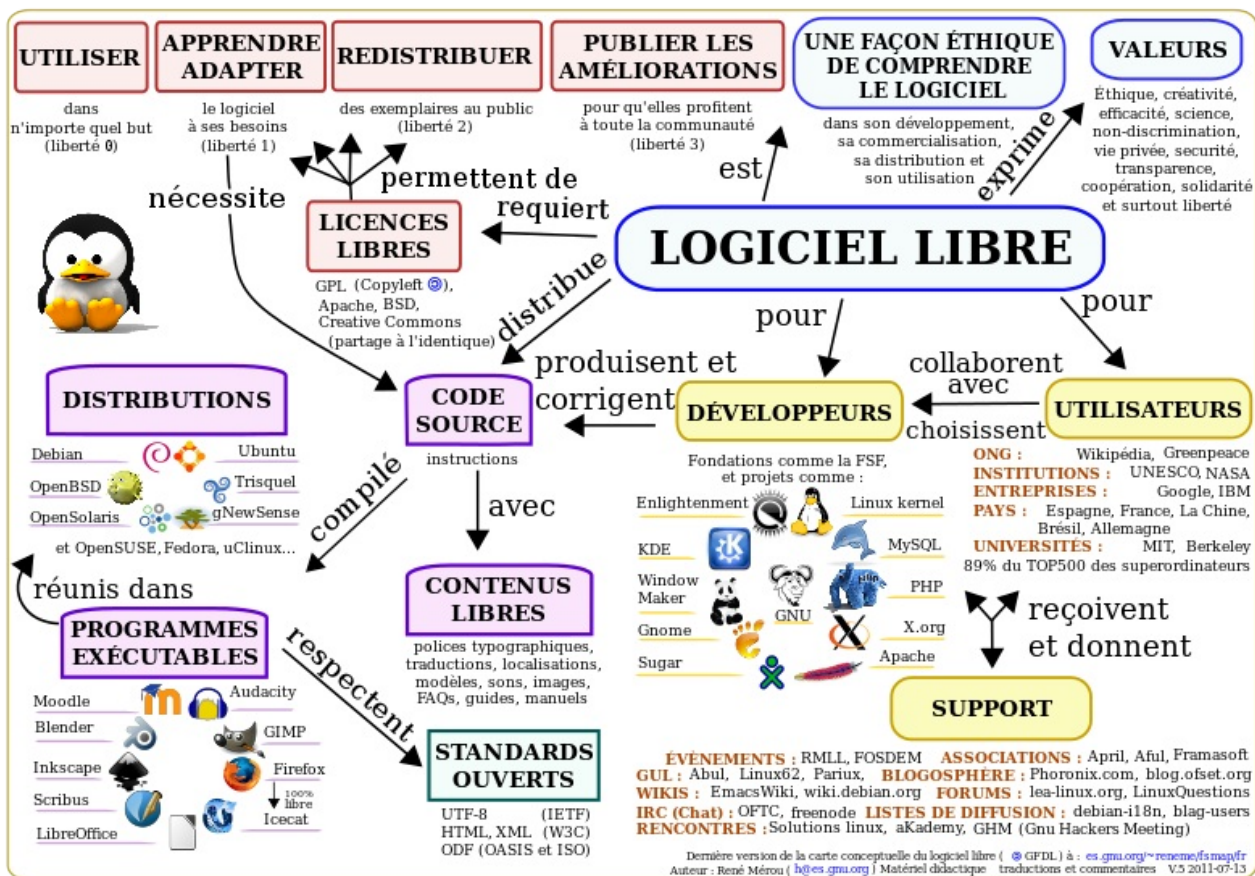 UTILISER
dans
n'importe quel but
(liberté 0)
APPRENDRE
ADAPTER
le logiciel
à ses besoins
(liberté 1)
REDISTRIBUER
des exemplaires au public
(liberté 2)
PUBLIER LES
AMÉLIORATIONS
pour qu'elles profitent
à toute la communauté
(liberté 3)
UNE FAÇON ÉTHIQUE
DE COMPRENDRE
LE LOGICIEL
dans son développement,
sa commercialisation,
sa distribution et
son utilisation
VALEURS
Éthique, créativité,
efficacité, science,
non-discrimination,
vie privée, securité,
transparence,
coopération, solidarité
et surtout liberté
nécessite
permettent de
requiert
est
exprime
LICENCES
LIBRES
GPL (Copyleft),
Apache, BSD,
Creative Commons
(partage à l'identique)
LOGICIEL LIBRE
distribue
pour
pour
DISTRIBUTIONS
Debian
Ubuntu
OpenBSD
Trisquel
OpenSolaris
gNewSense
et OpenSUSE, Fedora, uClinux...
CODE
SOURCE
instructions
produisent et
corrigent
DÉVELOPPEURS
Fondations comme la FSF,
et projets comme :
Enlightenment
Linux kernel
KDE
MySQL
Window
Maker
GNU
PHP
Gnome
X.org
Sugar
Apache
collaborent
avec
choisissent
UTILISATEURS
ONG : Wikipédia, Greenpeace
INSTITUTIONS : UNESCO, NASA
ENTREPRISES : Google, IBM
PAYS : Espagne, France, La Chine,
Brésil, Allemagne
UNIVERSITÉS : MIT, Berkeley
89% du TOP500 des superordinateurs
compilé
avec
réunis dans
PROGRAMMES
EXÉCUTABLES
Moodle
Audacity
Blender
GIMP
Inkscape
Firefox
100%
libre
Scribus
Icecat
LibreOffice
respectent
CONTENUS
LIBRES
polices typographiques,
traductions, localisations,
modèles, sons, images,
FAQs, guides, manuels
STANDARDS
OUVERTS
UTF-8 (IETF)
HTML, XML (W3C)
ODF (OASIS et ISO)
reçoivent
et donnent
SUPPORT
ÉVÈNEMENTS : RMLL, FOSDEM ASSOCIATIONS : April, Aful, Framasoft
GUL : Abul, Linux62, Pariux, BLOGOSPHÈRE : Phoronix.com, blog.ofset.org
WIKIS : EmacsWiki, wiki.debian.org FORUMS : lea-linux.org, LinuxQuestions
IRC (Chat) : OFTC, freenode LISTES DE DIFFUSION : debian-i18n, blag-users
RENCONTRES : Solutions linux, aKademy, GHM (Gnu Hackers Meeting)
Dernière version de la carte conceptuelle du logiciel libre ( GFDL ) à : es.gnu.org/~reneme/fsmap/fr
Auteur : René Mérou ( h@es.gnu.org ) Matériel didactique traductions et commentaires V.5 2011-07-13